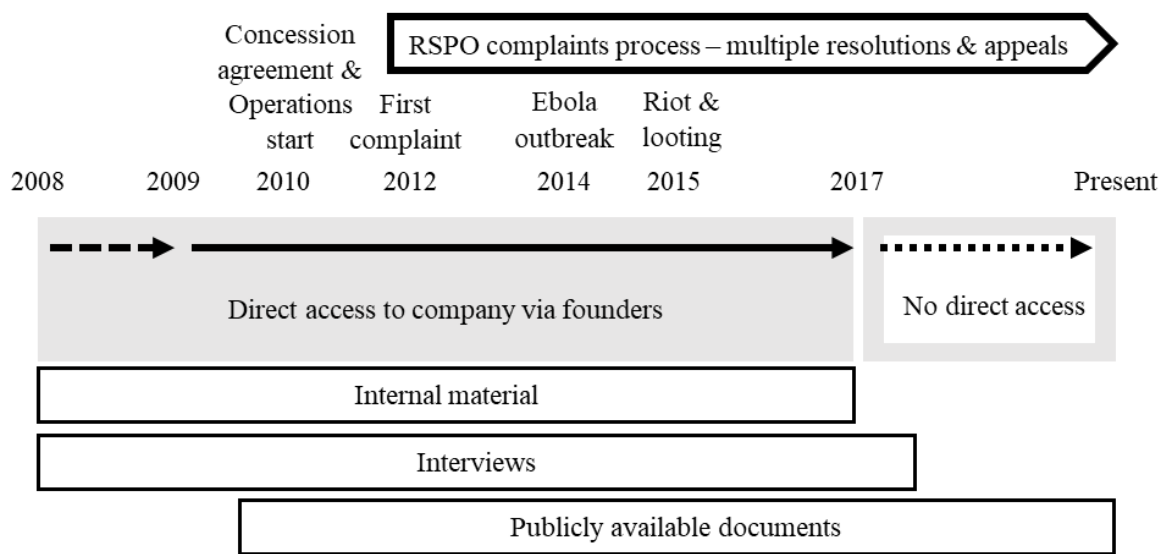 RSPO complaints process – multiple resolutions & appeals
Concession
agreement &
Operations
start
First
complaint
Ebola
outbreak
Riot &
looting
2008 2009 2010 2012 2014 2015 2017 Present
Direct access to company via founders
No direct access
Internal material
Interviews
Publicly available documents